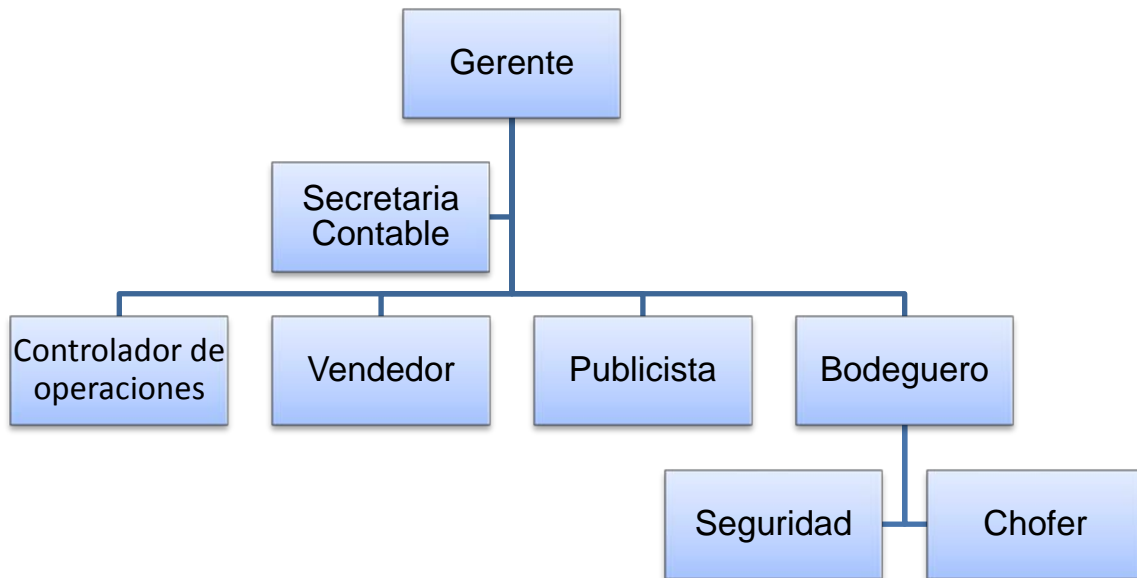 Gerente
Secretaria
Contable
Controlador de
operaciones
Vendedor
Publicista
Bodeguero
Seguridad
Chofer